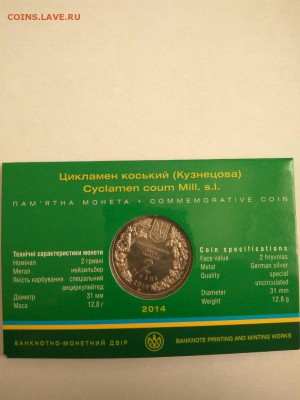 COINS.LAVE.RU
Цикламен коський (Кузнецова)
Cyclamen coum Mill. s.l.
ПАМ'ЯТНА МОНЕТА • COMMEMORATIVE COIN
Технічні характеристики монети
Номінал 2 гривні
Метал нейзильбер
Якість карбування спеціальний
анциркулейтед
Діаметр 31 мм
Маса 12,8 г
2
Coin specifications
Face value 2 hryvnias
Metal German silver
Quality special
uncirculated
Diameter 31 mm
Weight 12.8 g
2014
БАНКНОТНО-МОНЕТНИЙ ДВІР
BANKNOTE PRINTING AND MINTING WORKS